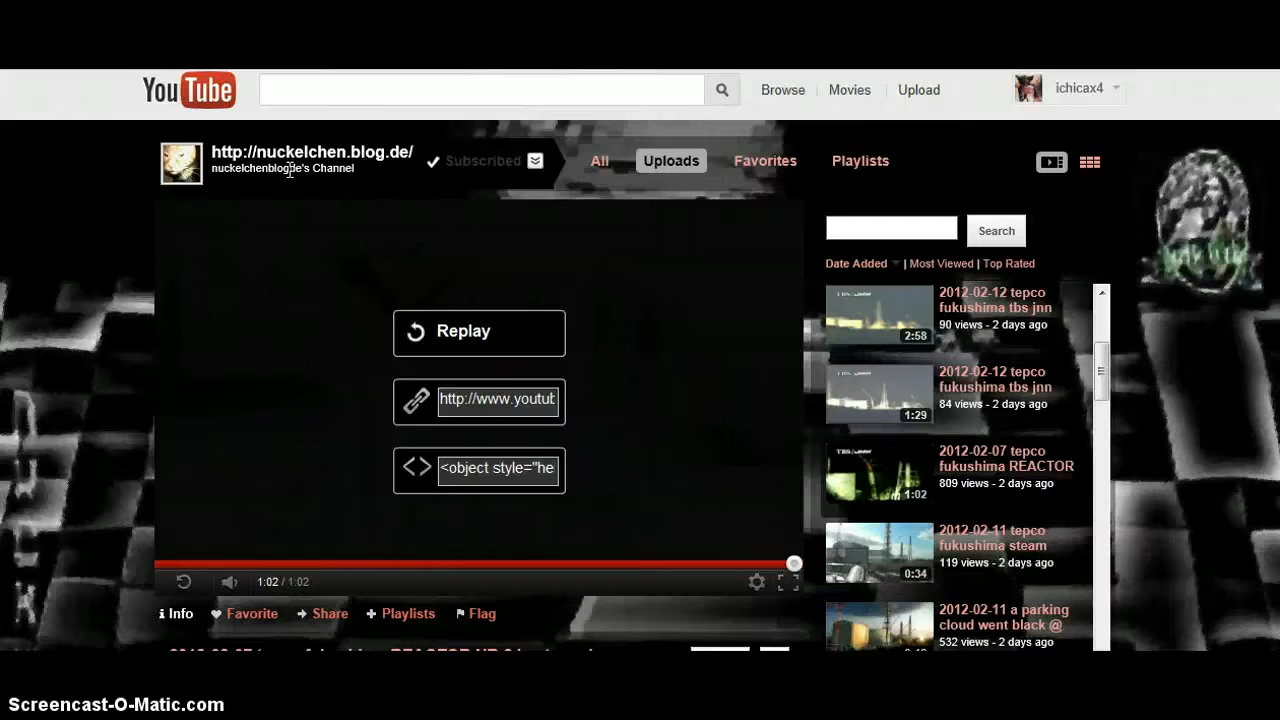 YouTube
Browse Movies Upload
ichicax4
http://nuckelchen.blog.de/
nuckelchenblogde's Channel
Subscribed
All Uploads Favorites Playlists
Search
Date Added | Most Viewed | Top Rated
2012-02-12 tepco
fukushima tbs jnn
90 views - 2 days ago
2:58
2012-02-12 tepco
fukushima tbs jnn
84 views - 2 days ago
1:29
2012-02-07 tepco
fukushima REACTOR
809 views - 2 days ago
1:02
2012-02-11 tepco
fukushima steam
119 views - 2 days ago
0:34
2012-02-11 a parking
cloud went black @
532 views - 2 days ago
Replay
http://www.youtut
<object style="he
1:02 / 1:02
Info Favorite Share Playlists Flag
Screencast-O-Matic.com